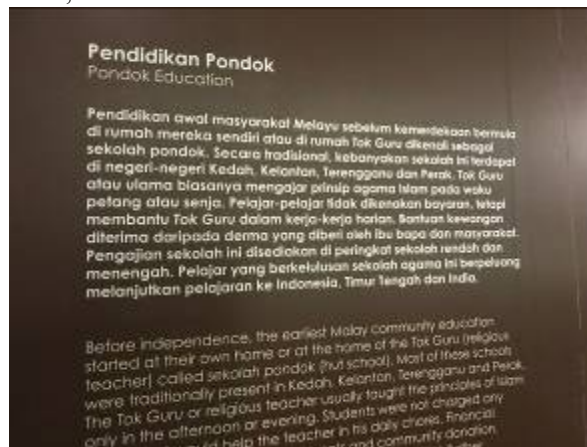 Pendidikan Pondok
Pondok Education
Pendidikan awal masyarakat Melayu sebelum kemerdekaan bermula
di rumah mereka sendiri atau di rumah Tok Guru dikenali sebagai
sekolah pondok. Secara tradisional, kebanyakan sekolah ini terdapat
di negeri-negeri Kedah, Kelantan, Terengganu dan Perak. Tok Guru
atau ulama biasanya mengajar prinsip agama Islam pada waktu
petang atau senja. Pelajar-pelajar tidak dikenakan bayaran, tetapi
membantu Tok Guru dalam kerja-kerja harian. Bantuan kewangan
diterima daripada derma yang diberi oleh ibu bapa dan masyarakat.
Pengajian sekolah ini disediakan di peringkat sekolah rendah dan
menengah. Pelajar yang berkelulusan sekolah agama ini berpeluang
melanjutkan pelajaran ke Indonesia, Timur Tengah dan India.
Before independence, the earliest Malay community education
started at their own home or at the home of the Tok Guru (religious
teacher) called sekolah pondok (hut school). Most of these schools
were traditionally present in Kedah, Kelantan, Terengganu and Perak.
The Tok Guru or religious teacher usually taught the principles of Islam
only in the afternoon or evening. Students were not charged any
help the teacher in his daily chores. Financial
and community donation.